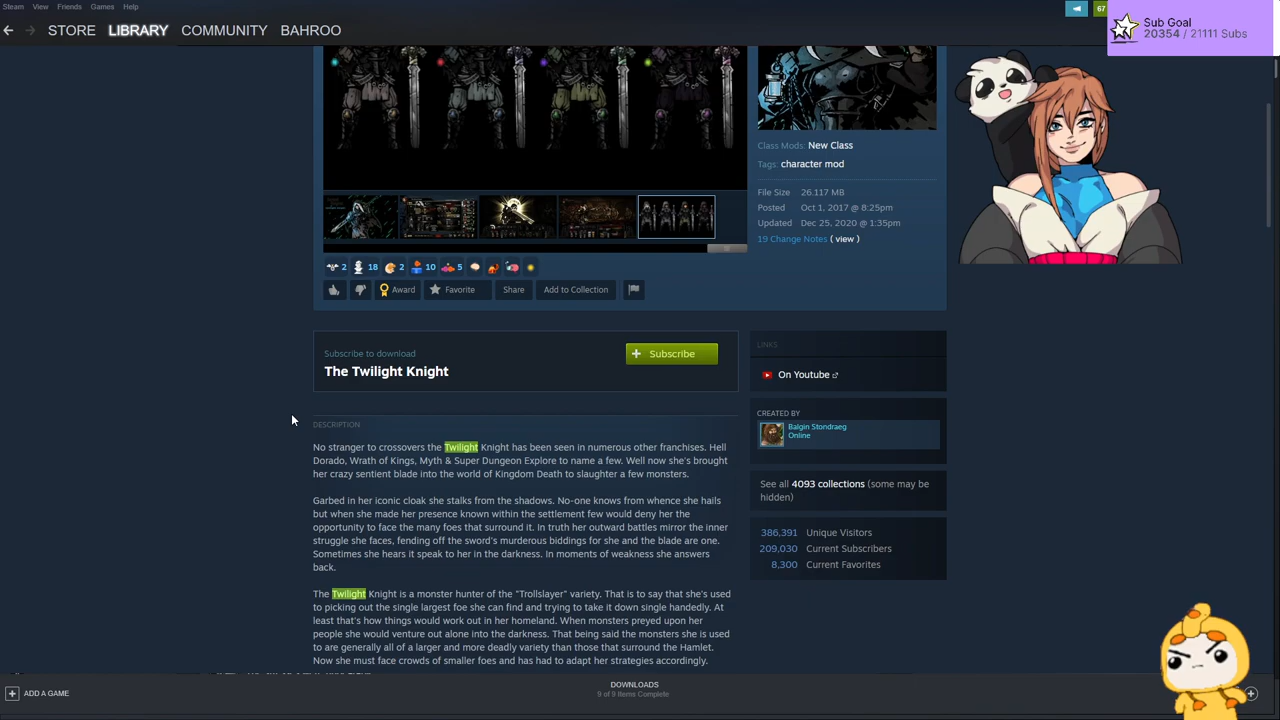 Steam View Friends Games Help
67
Sub Goal
20354 / 21111 Subs
STORE LIBRARY COMMUNITY BAHROO
Class Mods: New Class
Tags: character mod
File Size 26.117 MB
Posted Oct 1, 2017 @ 8:25pm
Updated Dec 25, 2020 @ 1:35pm
19 Change Notes ( view )
2 18 2 10 5
Award Favorite Share Add to Collection
Subscribe to download
The Twilight Knight
Subscribe
LINKS
On Youtube
CREATED BY
Balgin Stondraeg
Online
DESCRIPTION
No stranger to crossovers the Twilight Knight has been seen in numerous other franchises. Hell
Dorado, Wrath of Kings, Myth & Super Dungeon Explore to name a few. Well now she's brought
her crazy sentient blade into the world of Kingdom Death to slaughter a few monsters.
Garbed in her iconic cloak she stalks from the shadows. No-one knows from whence she hails
but when she made her presence known within the settlement few would deny her the
opportunity to face the many foes that surround it. In truth her outward battles mirror the inner
struggle she faces, fending off the sword's murderous biddings for she and the blade are one.
Sometimes she hears it speak to her in the darkness. In moments of weakness she answers
back.
The Twilight Knight is a monster hunter of the "Trollslayer" variety. That is to say that she's used
to picking out the single largest foe she can find and trying to take it down single handedly. At
least that's how things would work out in her homeland. When monsters preyed upon her
people she would venture out alone into the darkness. That being said the monsters she is used
to are generally all of a larger and more deadly variety than those that surround the Hamlet.
Now she must face crowds of smaller foes and has had to adapt her strategies accordingly.
See all 4093 collections (some may be
hidden)
386,391 Unique Visitors
209,030 Current Subscribers
8,300 Current Favorites
ADD A GAME
DOWNLOADS
9 of 9 Items Complete